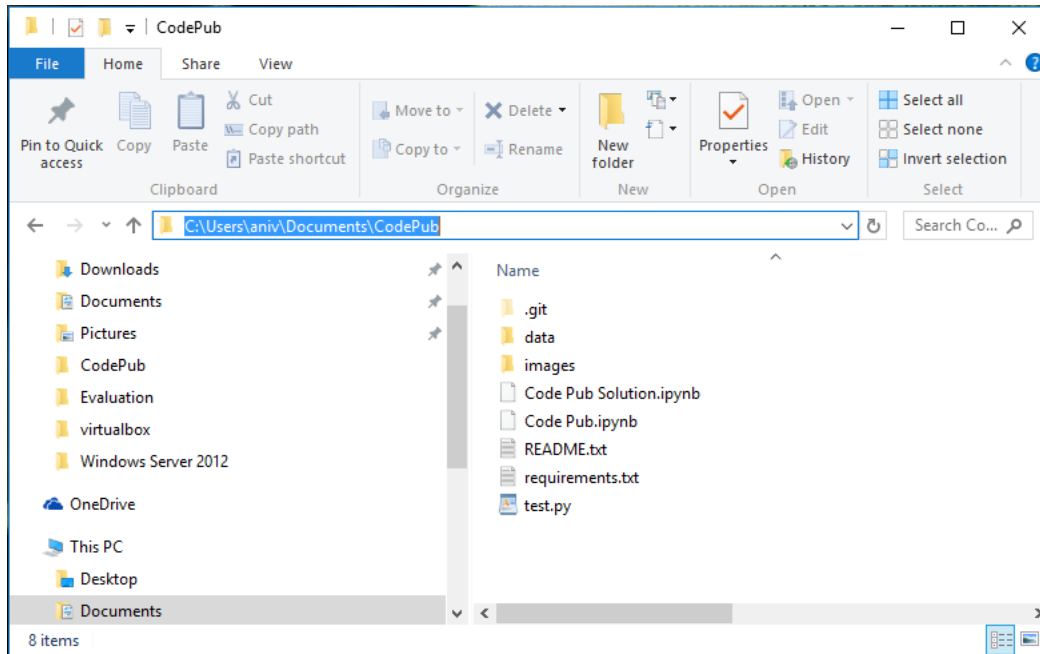 CodePub
File Home Share View
Pin to Quick access Copy Paste
Cut
Copy path
Paste shortcut
Clipboard
Move to Delete
Copy to Rename
Organize
New folder
New
Properties
Open
Edit
History
Open
Select all
Select none
Invert selection
Select
C:\Users\aniv\Documents\CodePub
Search Co...
Downloads
Documents
Pictures
CodePub
Evaluation
virtualbox
Windows Server 2012
OneDrive
This PC
Desktop
Documents
Name
.git
data
images
Code Pub Solution.ipynb
Code Pub.ipynb
README.txt
requirements.txt
test.py
8 items